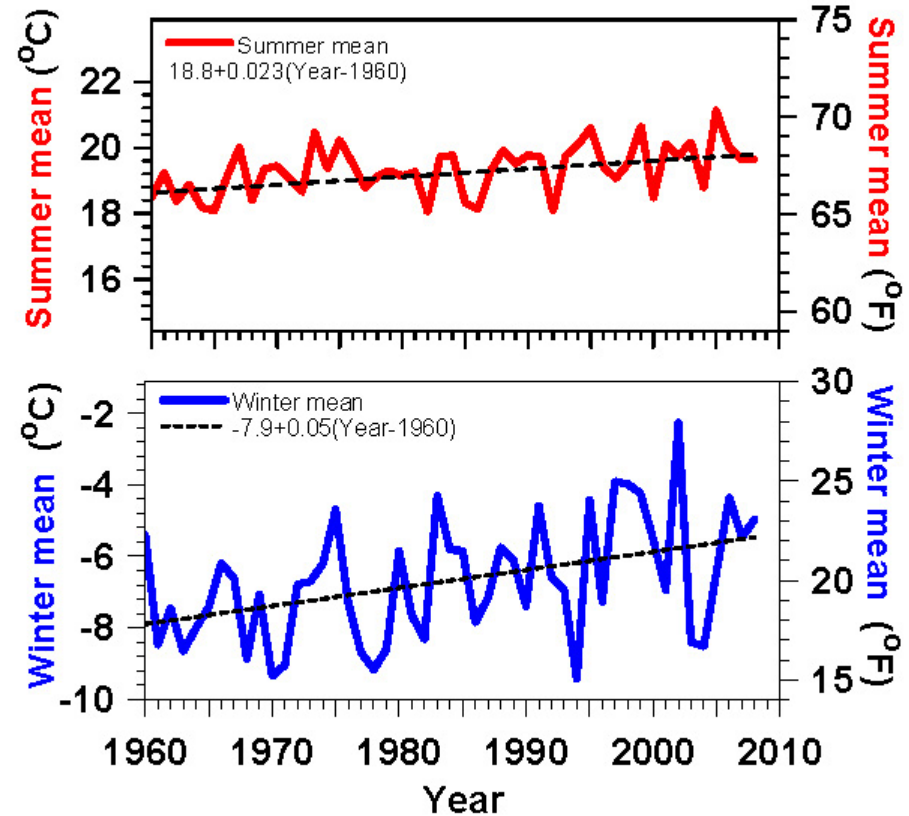 Summer mean (°C)
22
20
18
16
Summer mean
18.8+0.023(Year-1960)
75
70
65
60
Summer mean (°F)
Winter mean (°C)
-2
-4
-6
-8
-10
Winter mean
-7.9+0.05(Year-1960)
30
25
20
15
Winter mean (°F)
1960 1970 1980 1990 2000 2010
Year